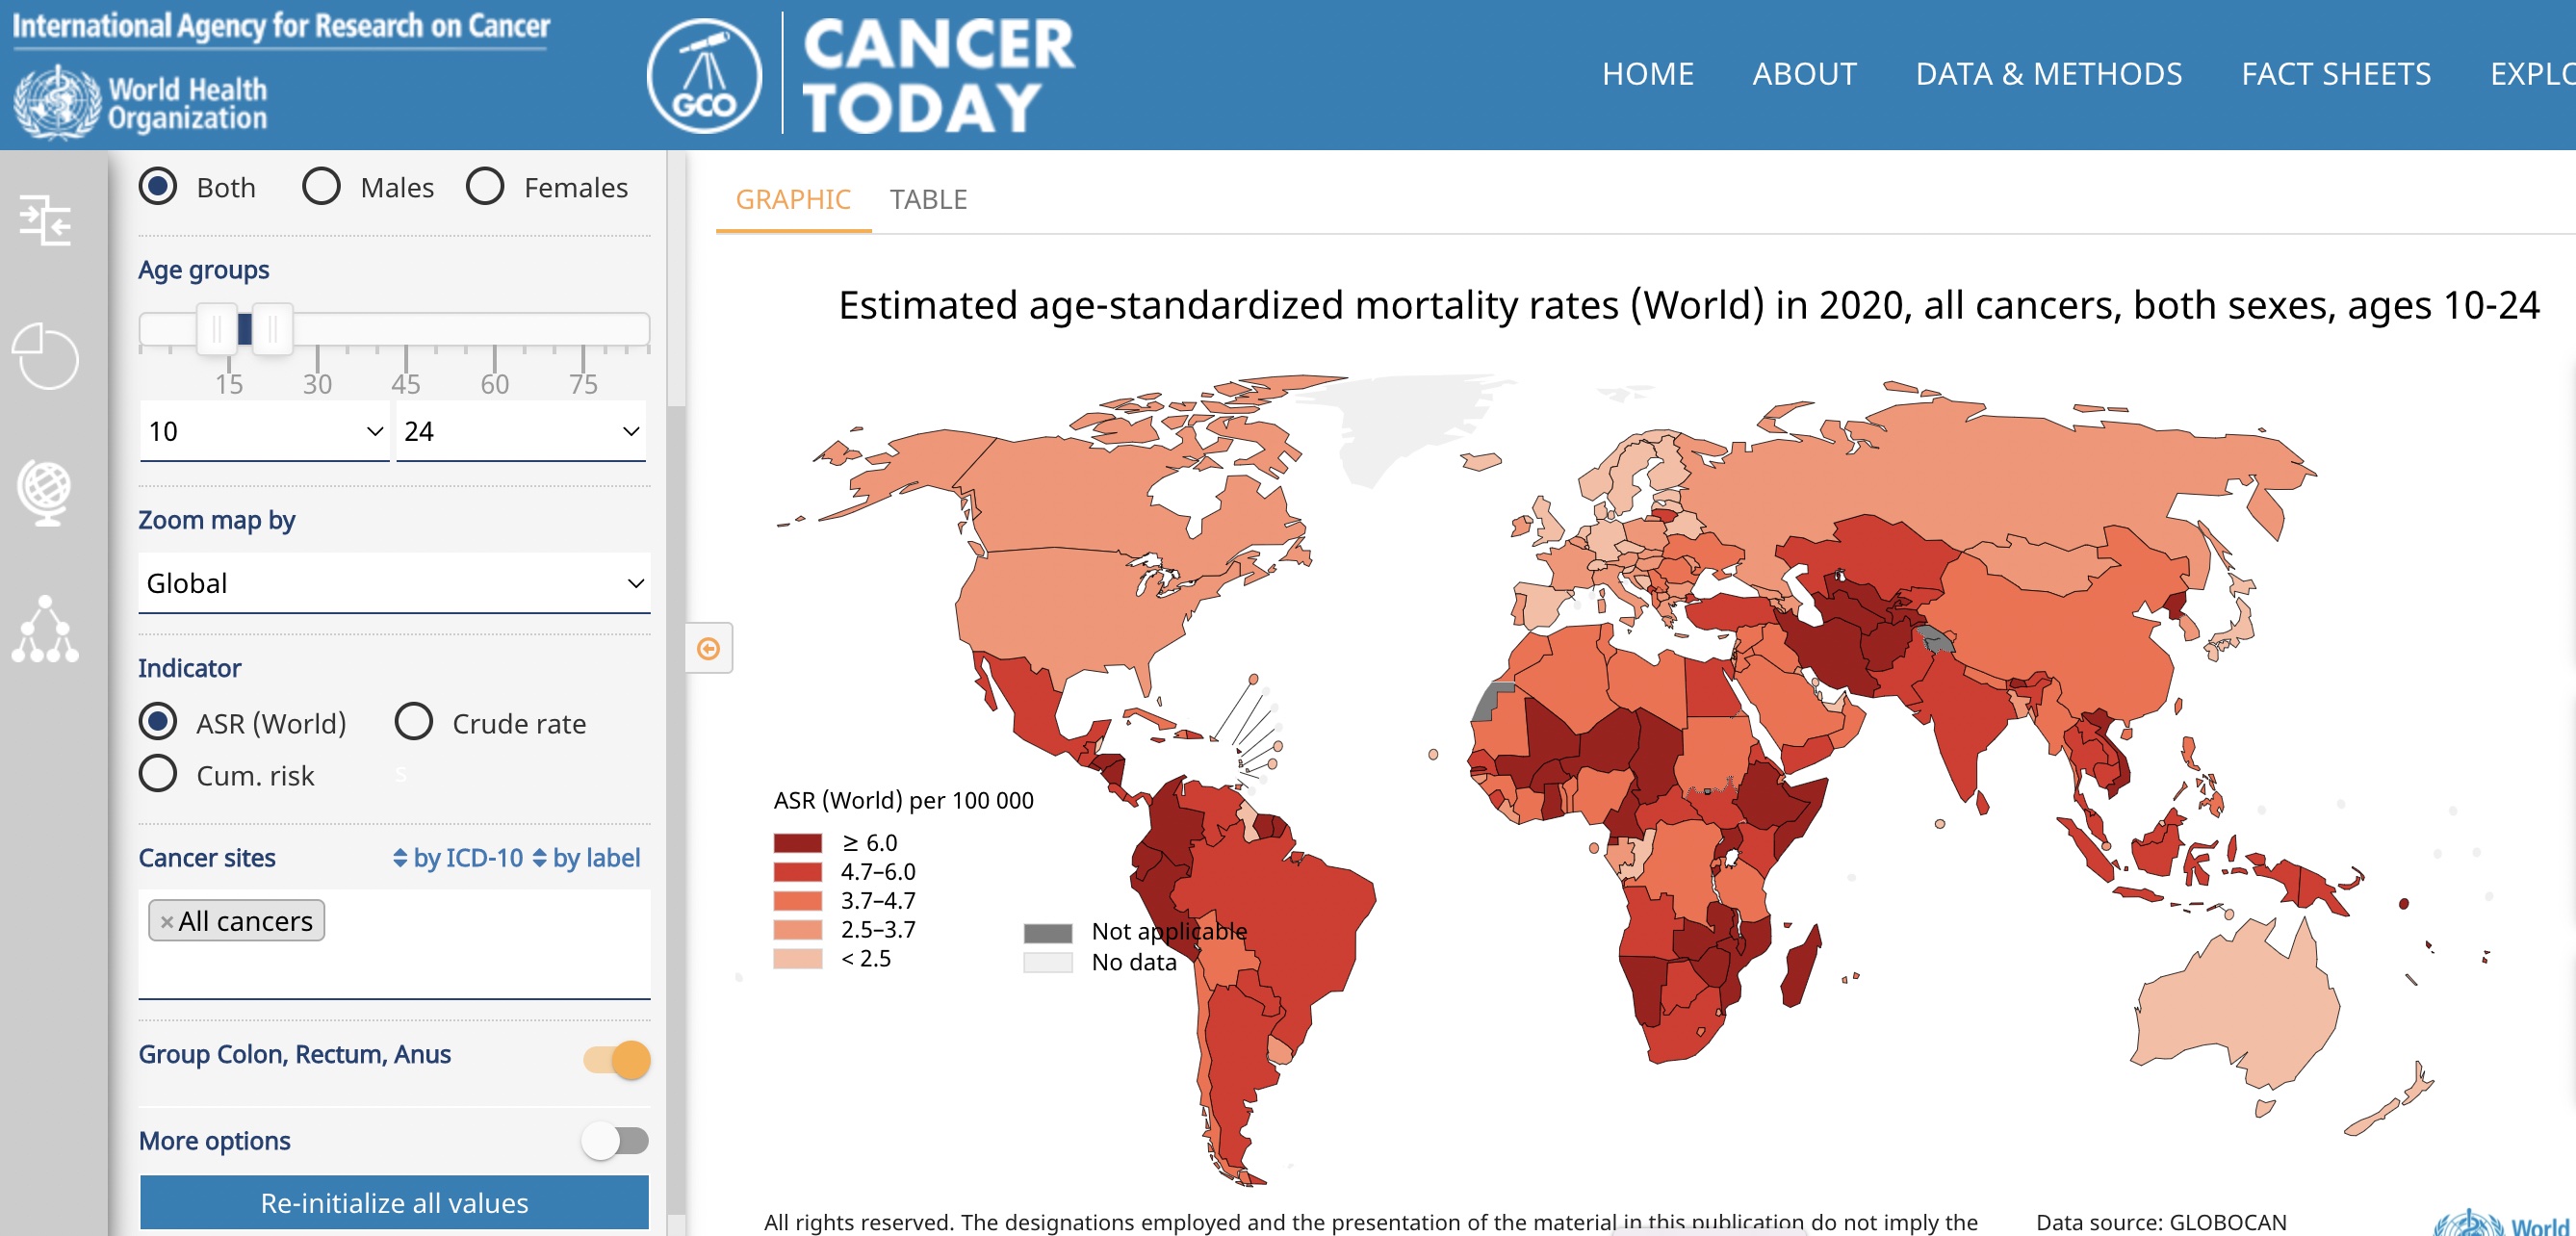 International Agency for Research on Cancer
World Health
Organization
GCO
CANCER
TODAY
HOME ABOUT DATA & METHODS FACT SHEETS EXPLO
Both Males Females
Age groups
15 30 45 60 75
10 24
Zoom map by
Global
Indicator
ASR (World) Crude rate
Cum. risk s
Cancer sites by ICD-10 by label
× All cancers
Group Colon, Rectum, Anus
More options
Re-initialize all values
GRAPHIC TABLE
Estimated age-standardized mortality rates (World) in 2020, all cancers, both sexes, ages 10-24
ASR (World) per 100 000
≥ 6.0
4.7–6.0
3.7–4.7
2.5–3.7
< 2.5
Not applicable
No data
All rights reserved. The designations employed and the presentation of the material in this publication do not imply the
Data source: GLOBOCAN
World